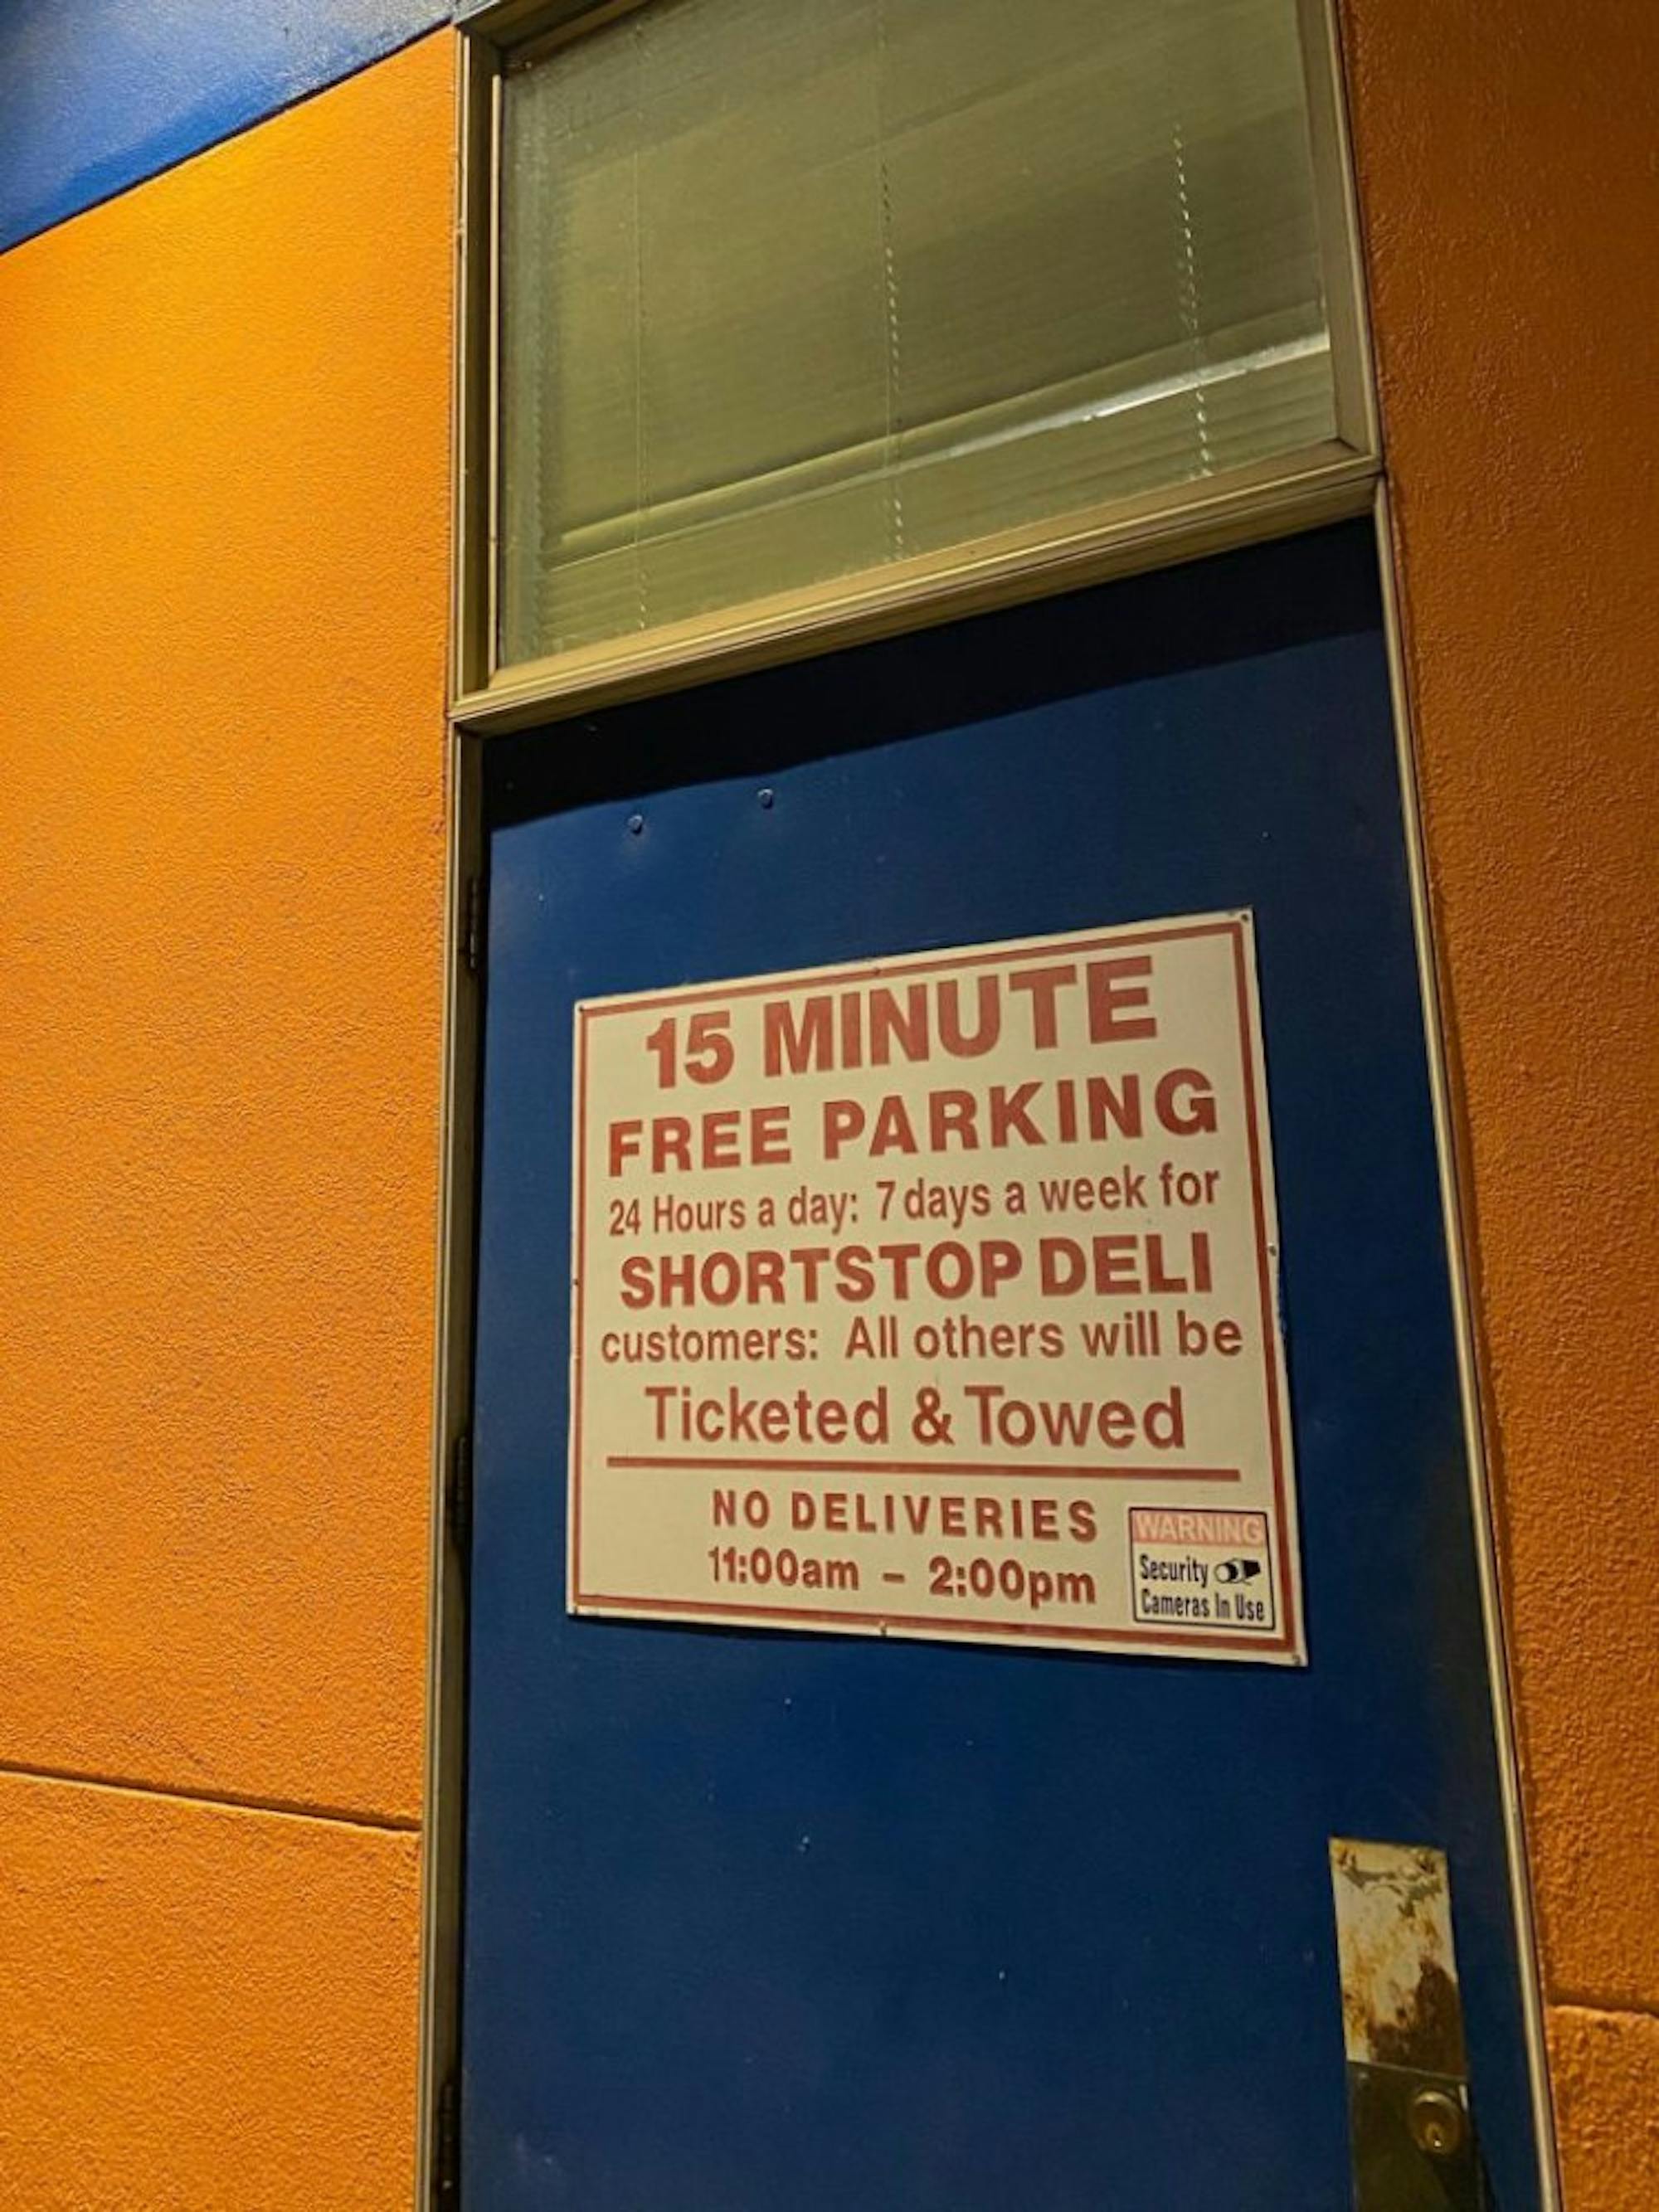 15 MINUTE
FREE PARKING
24 Hours a day: 7 days a week for
SHORTSTOP DELI
customers: All others will be
Ticketed & Towed
NO DELIVERIES
11:00am - 2:00pm
WARNING
Security
Cameras In Use